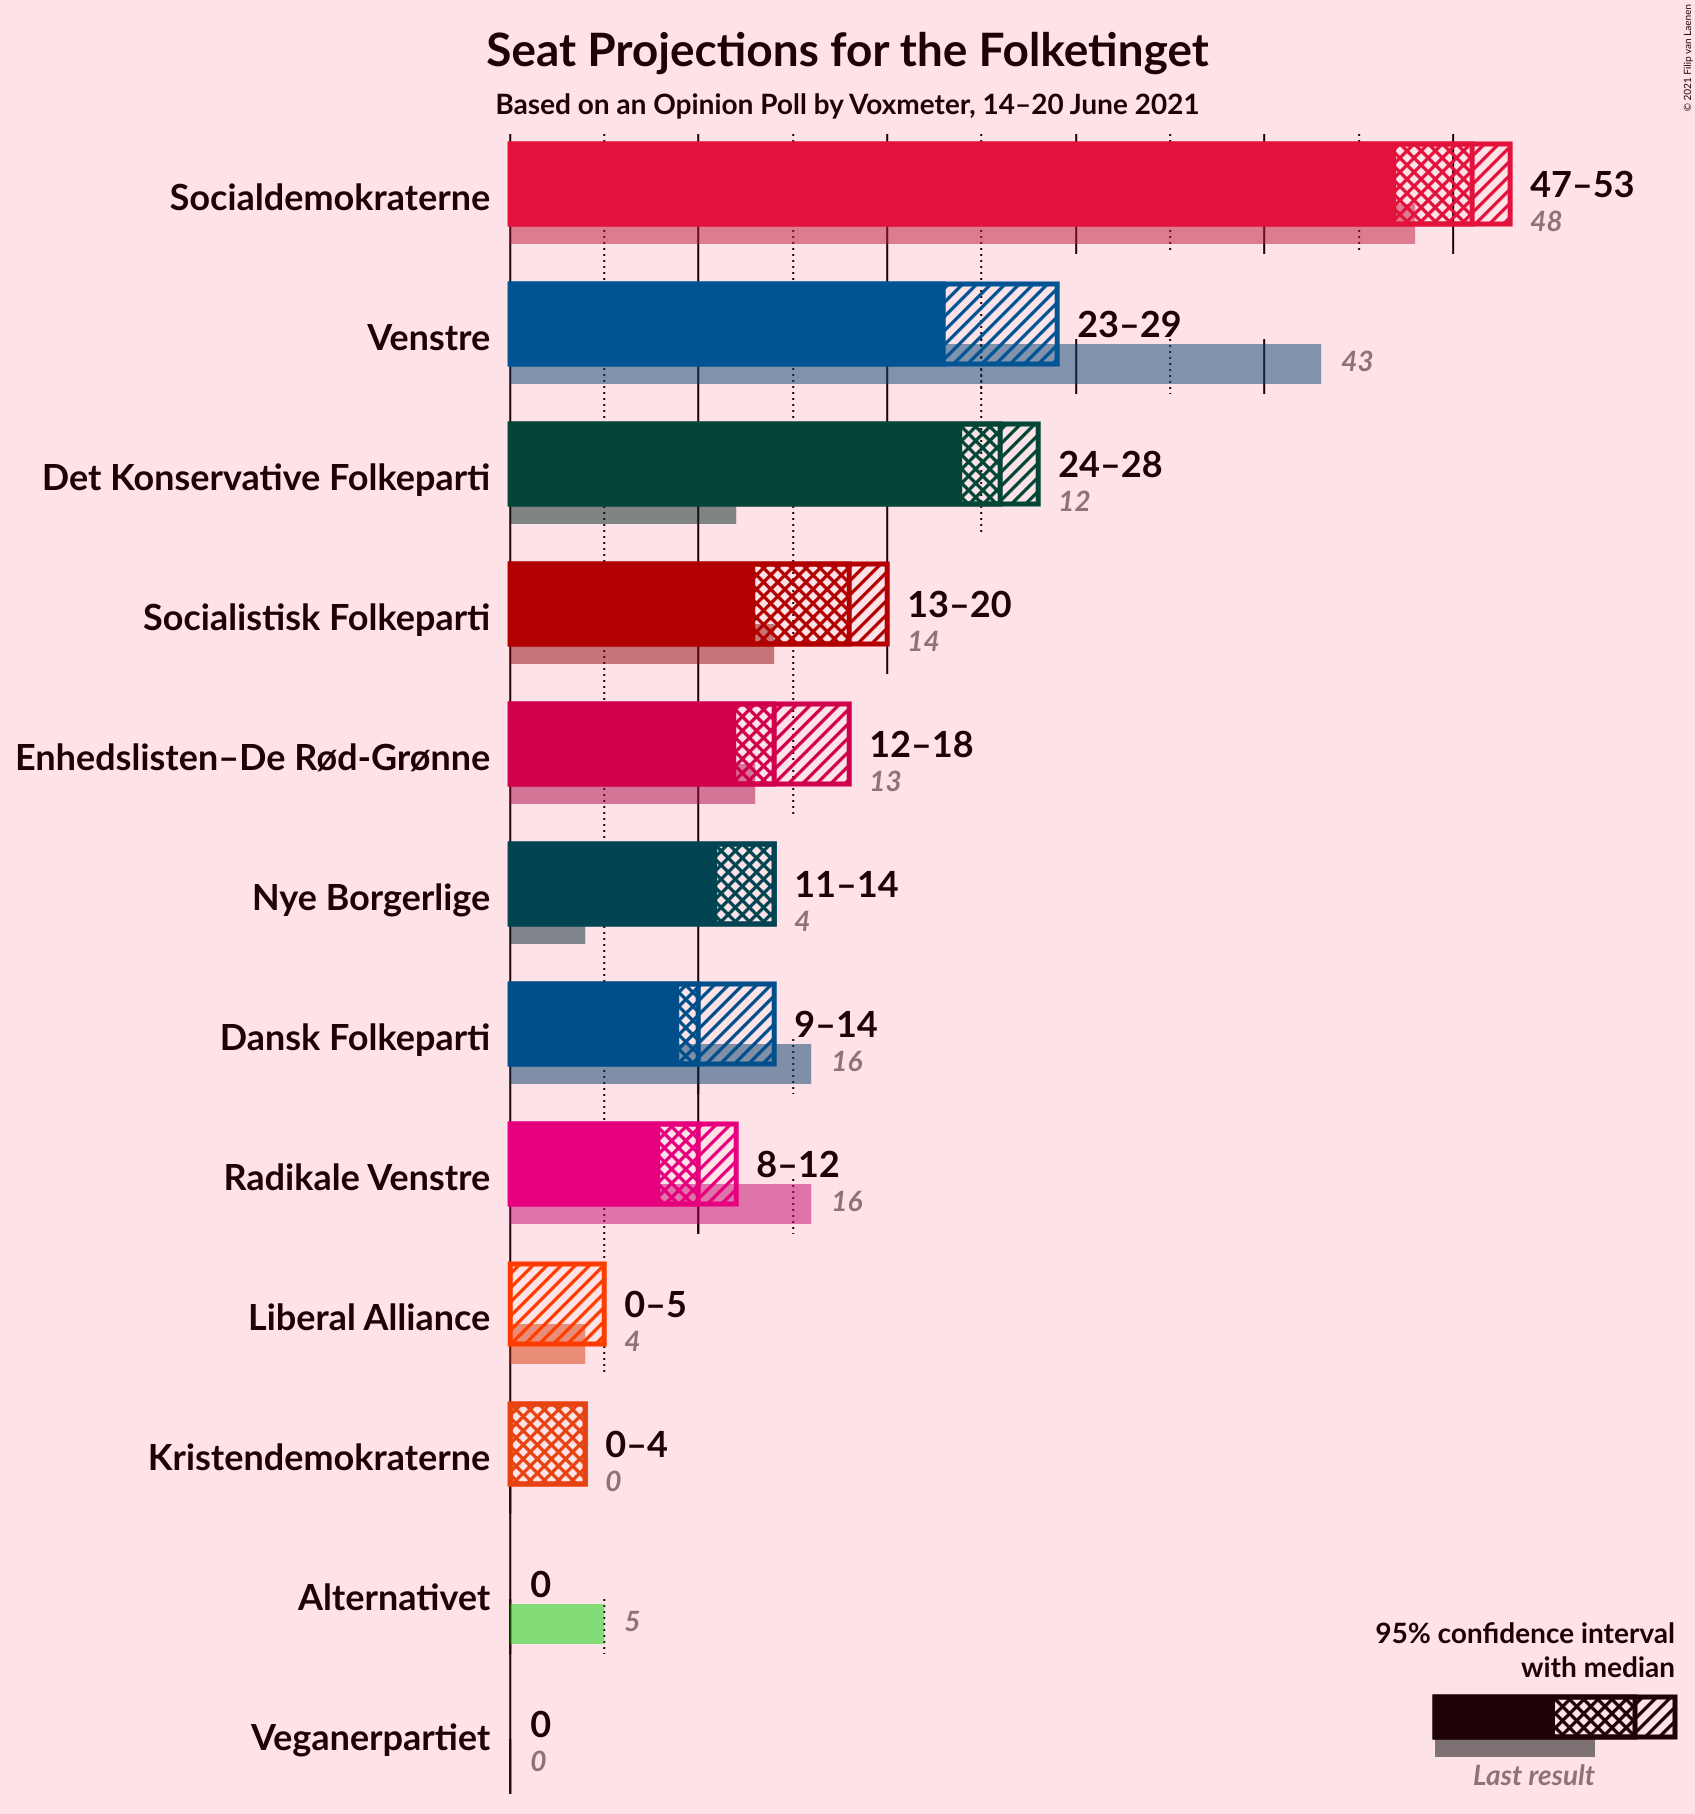 Seat Projections for the Folketinget
Based on an Opinion Poll by Voxmeter, 14–20 June 2021
© 2021 Filip van Laenen
Socialdemokraterne
47–53
48
Venstre
23–29
43
Det Konservative Folkeparti
24–28
12
Socialistisk Folkeparti
13–20
14
Enhedslisten–De Rød-Grønne
12–18
13
Nye Borgerlige
11–14
4
Dansk Folkeparti
9–14
16
Radikale Venstre
8–12
16
Liberal Alliance
0–5
4
Kristendemokraterne
0–4
0
Alternativet
0
5
Veganerpartiet
0
0
95% confidence interval
with median
Last result